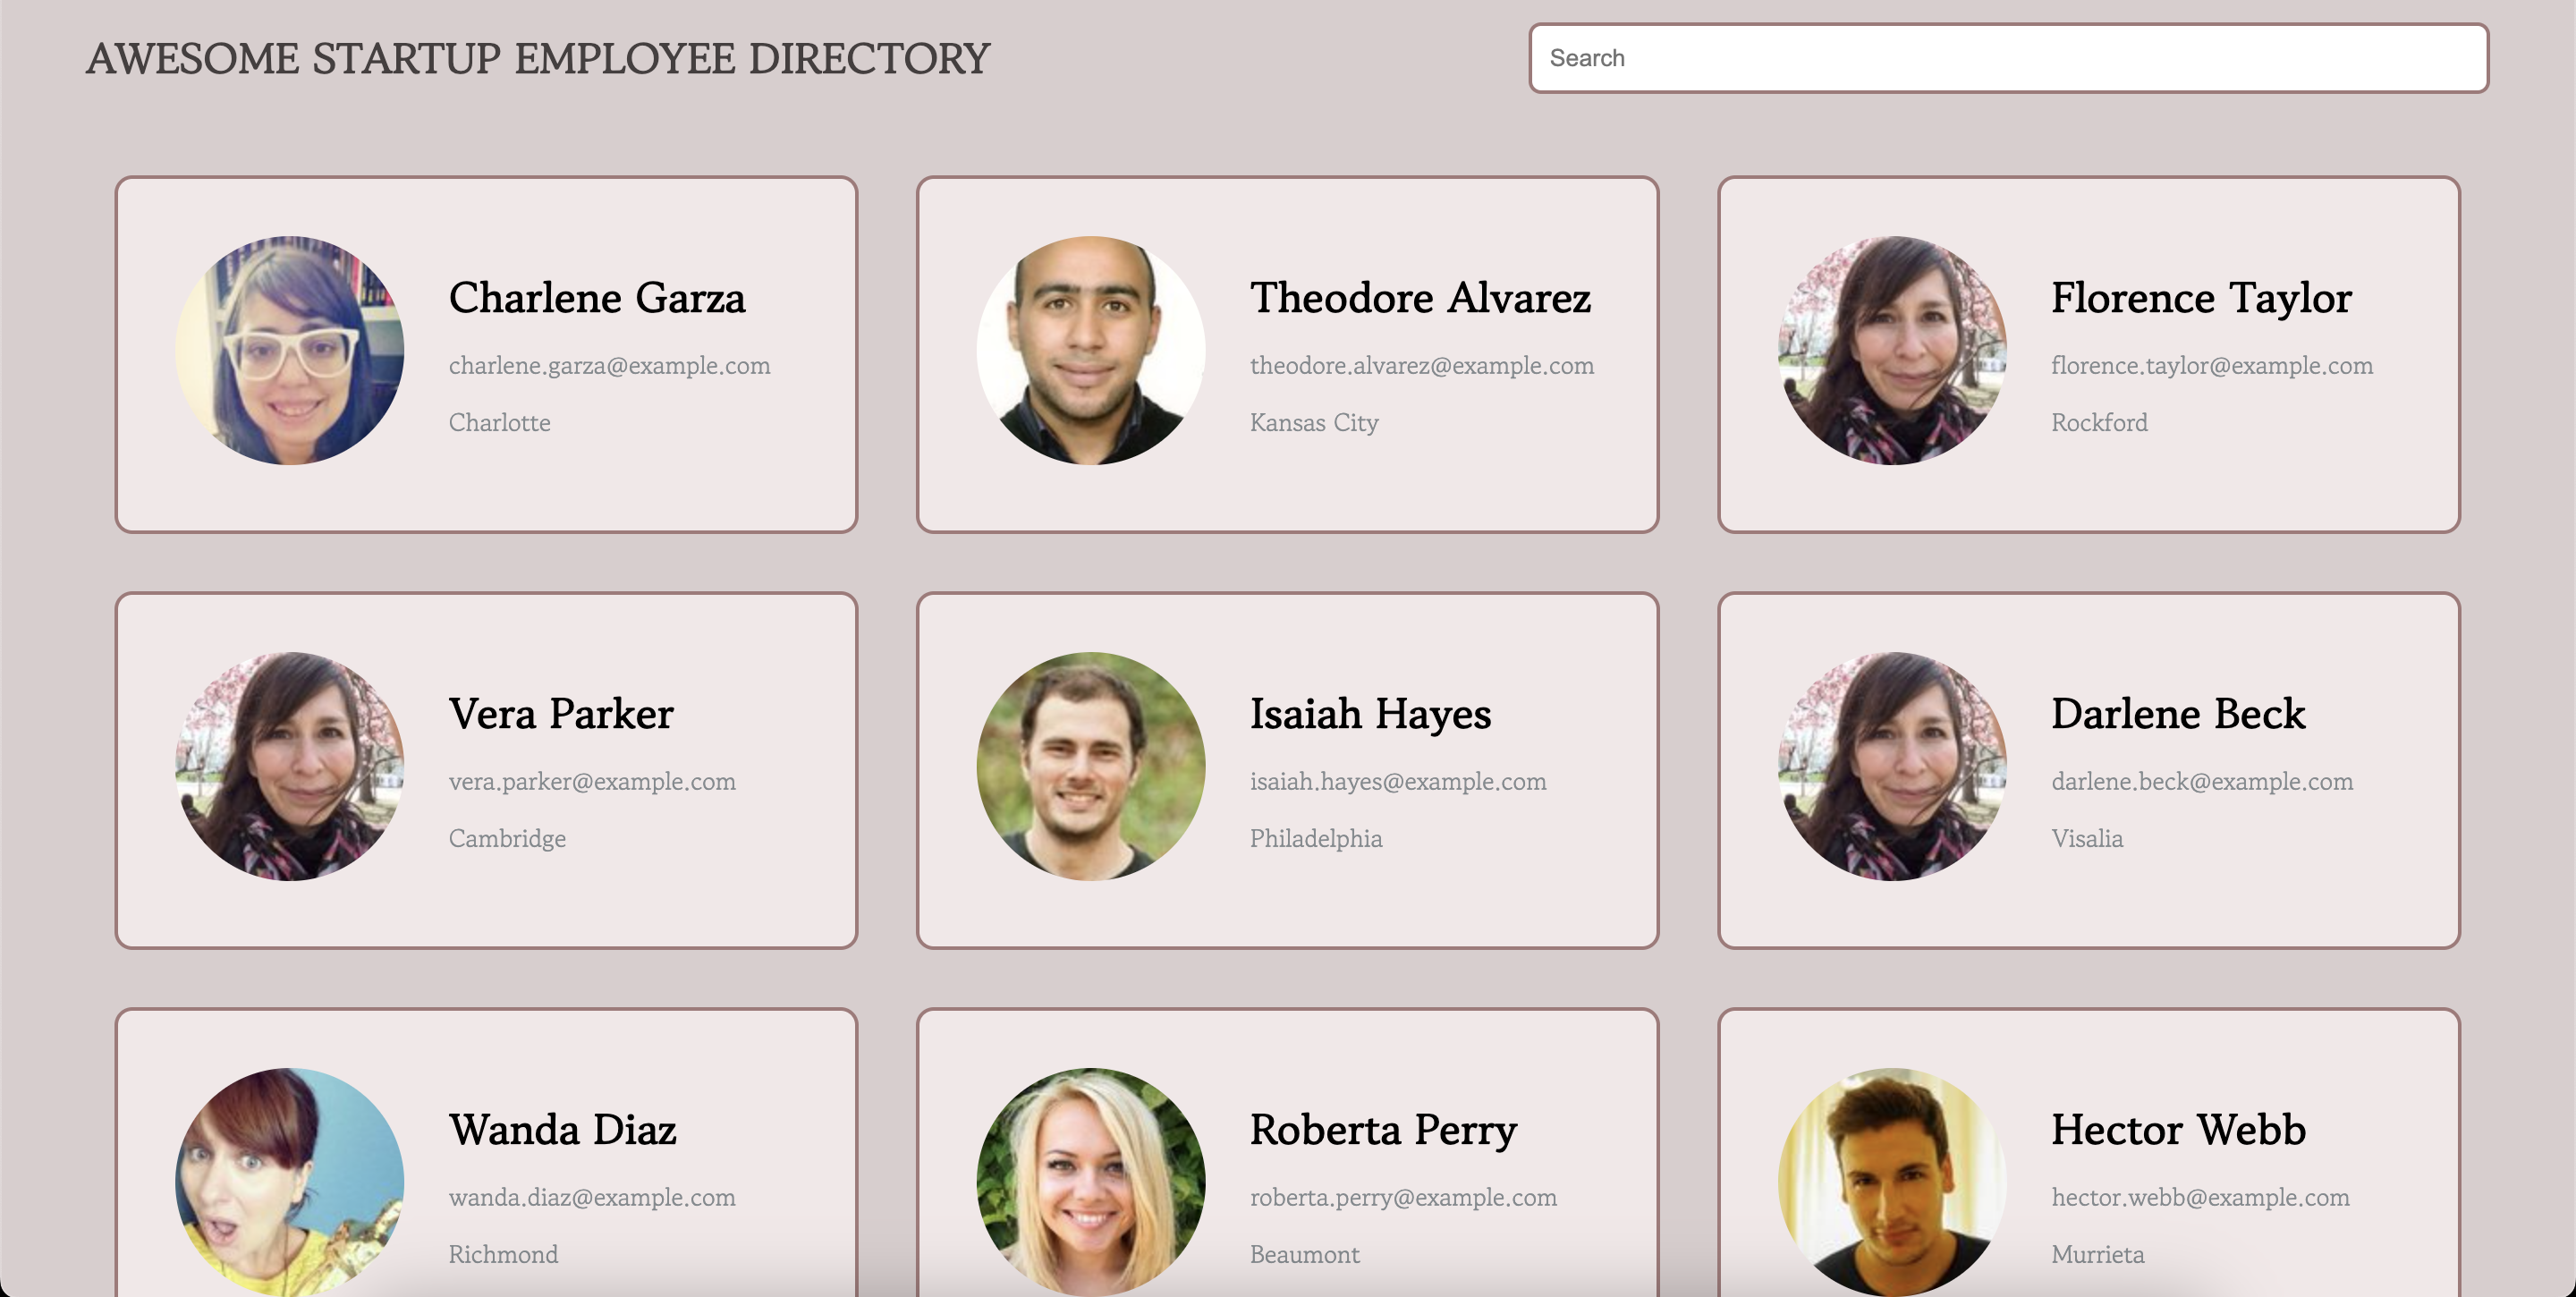 AWESOME STARTUP EMPLOYEE DIRECTORY
Search
Charlene Garza
charlene.garza@example.com
Charlotte
Theodore Alvarez
theodore.alvarez@example.com
Kansas City
Florence Taylor
florence.taylor@example.com
Rockford
Vera Parker
vera.parker@example.com
Cambridge
Isaiah Hayes
isaiah.hayes@example.com
Philadelphia
Darlene Beck
darlene.beck@example.com
Visalia
Wanda Diaz
wanda.diaz@example.com
Richmond
Roberta Perry
roberta.perry@example.com
Beaumont
Hector Webb
hector.webb@example.com
Murrieta